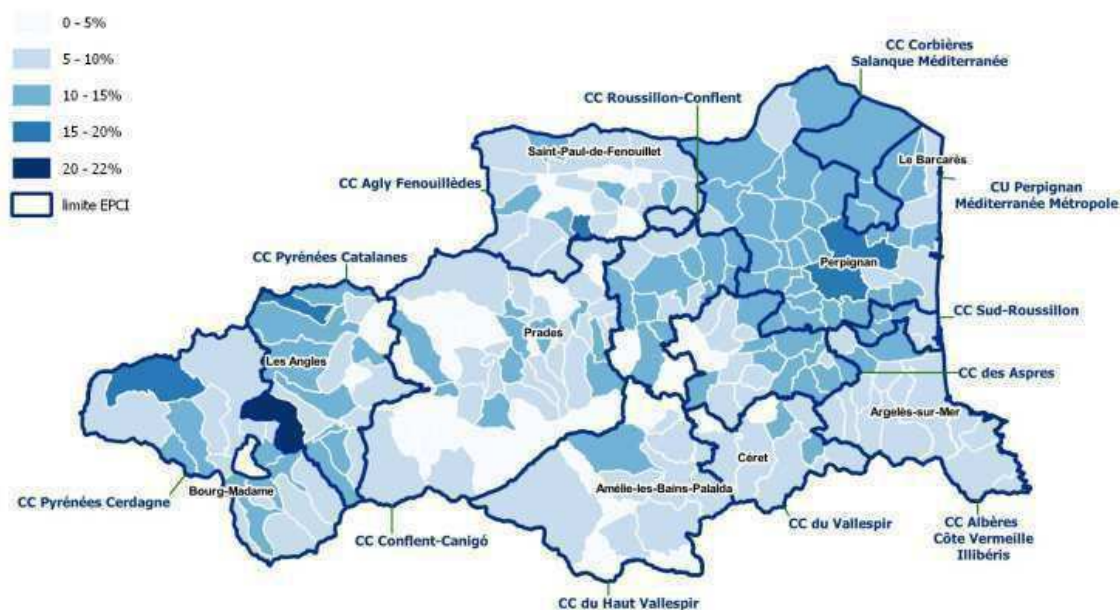 0 - 5%
5 - 10%
10 - 15%
15 - 20%
20 - 22%
limite EPCI
CC Corbières
Salanque Méditerranée
CC Roussillon-Conflent
Saint-Paul-de-Fenouillet
Le Barcarès
CC Agly Fenouillèdes
CU Perpignan
Méditerranée Métropole
CC Pyrénées Catalanes
Perpignan
CC Sud-Roussillon
Prades
Les Angles
CC des Aspres
Argelès-sur-Mer
Céret
Bourg-Madame
Amélie-les-Bains-Palalda
CC Pyrénées Cerdagne
CC Conflent-Canigó
CC du Vallespir
CC Albères
Côte Vermeille
Illibéris
CC du Haut Vallespir